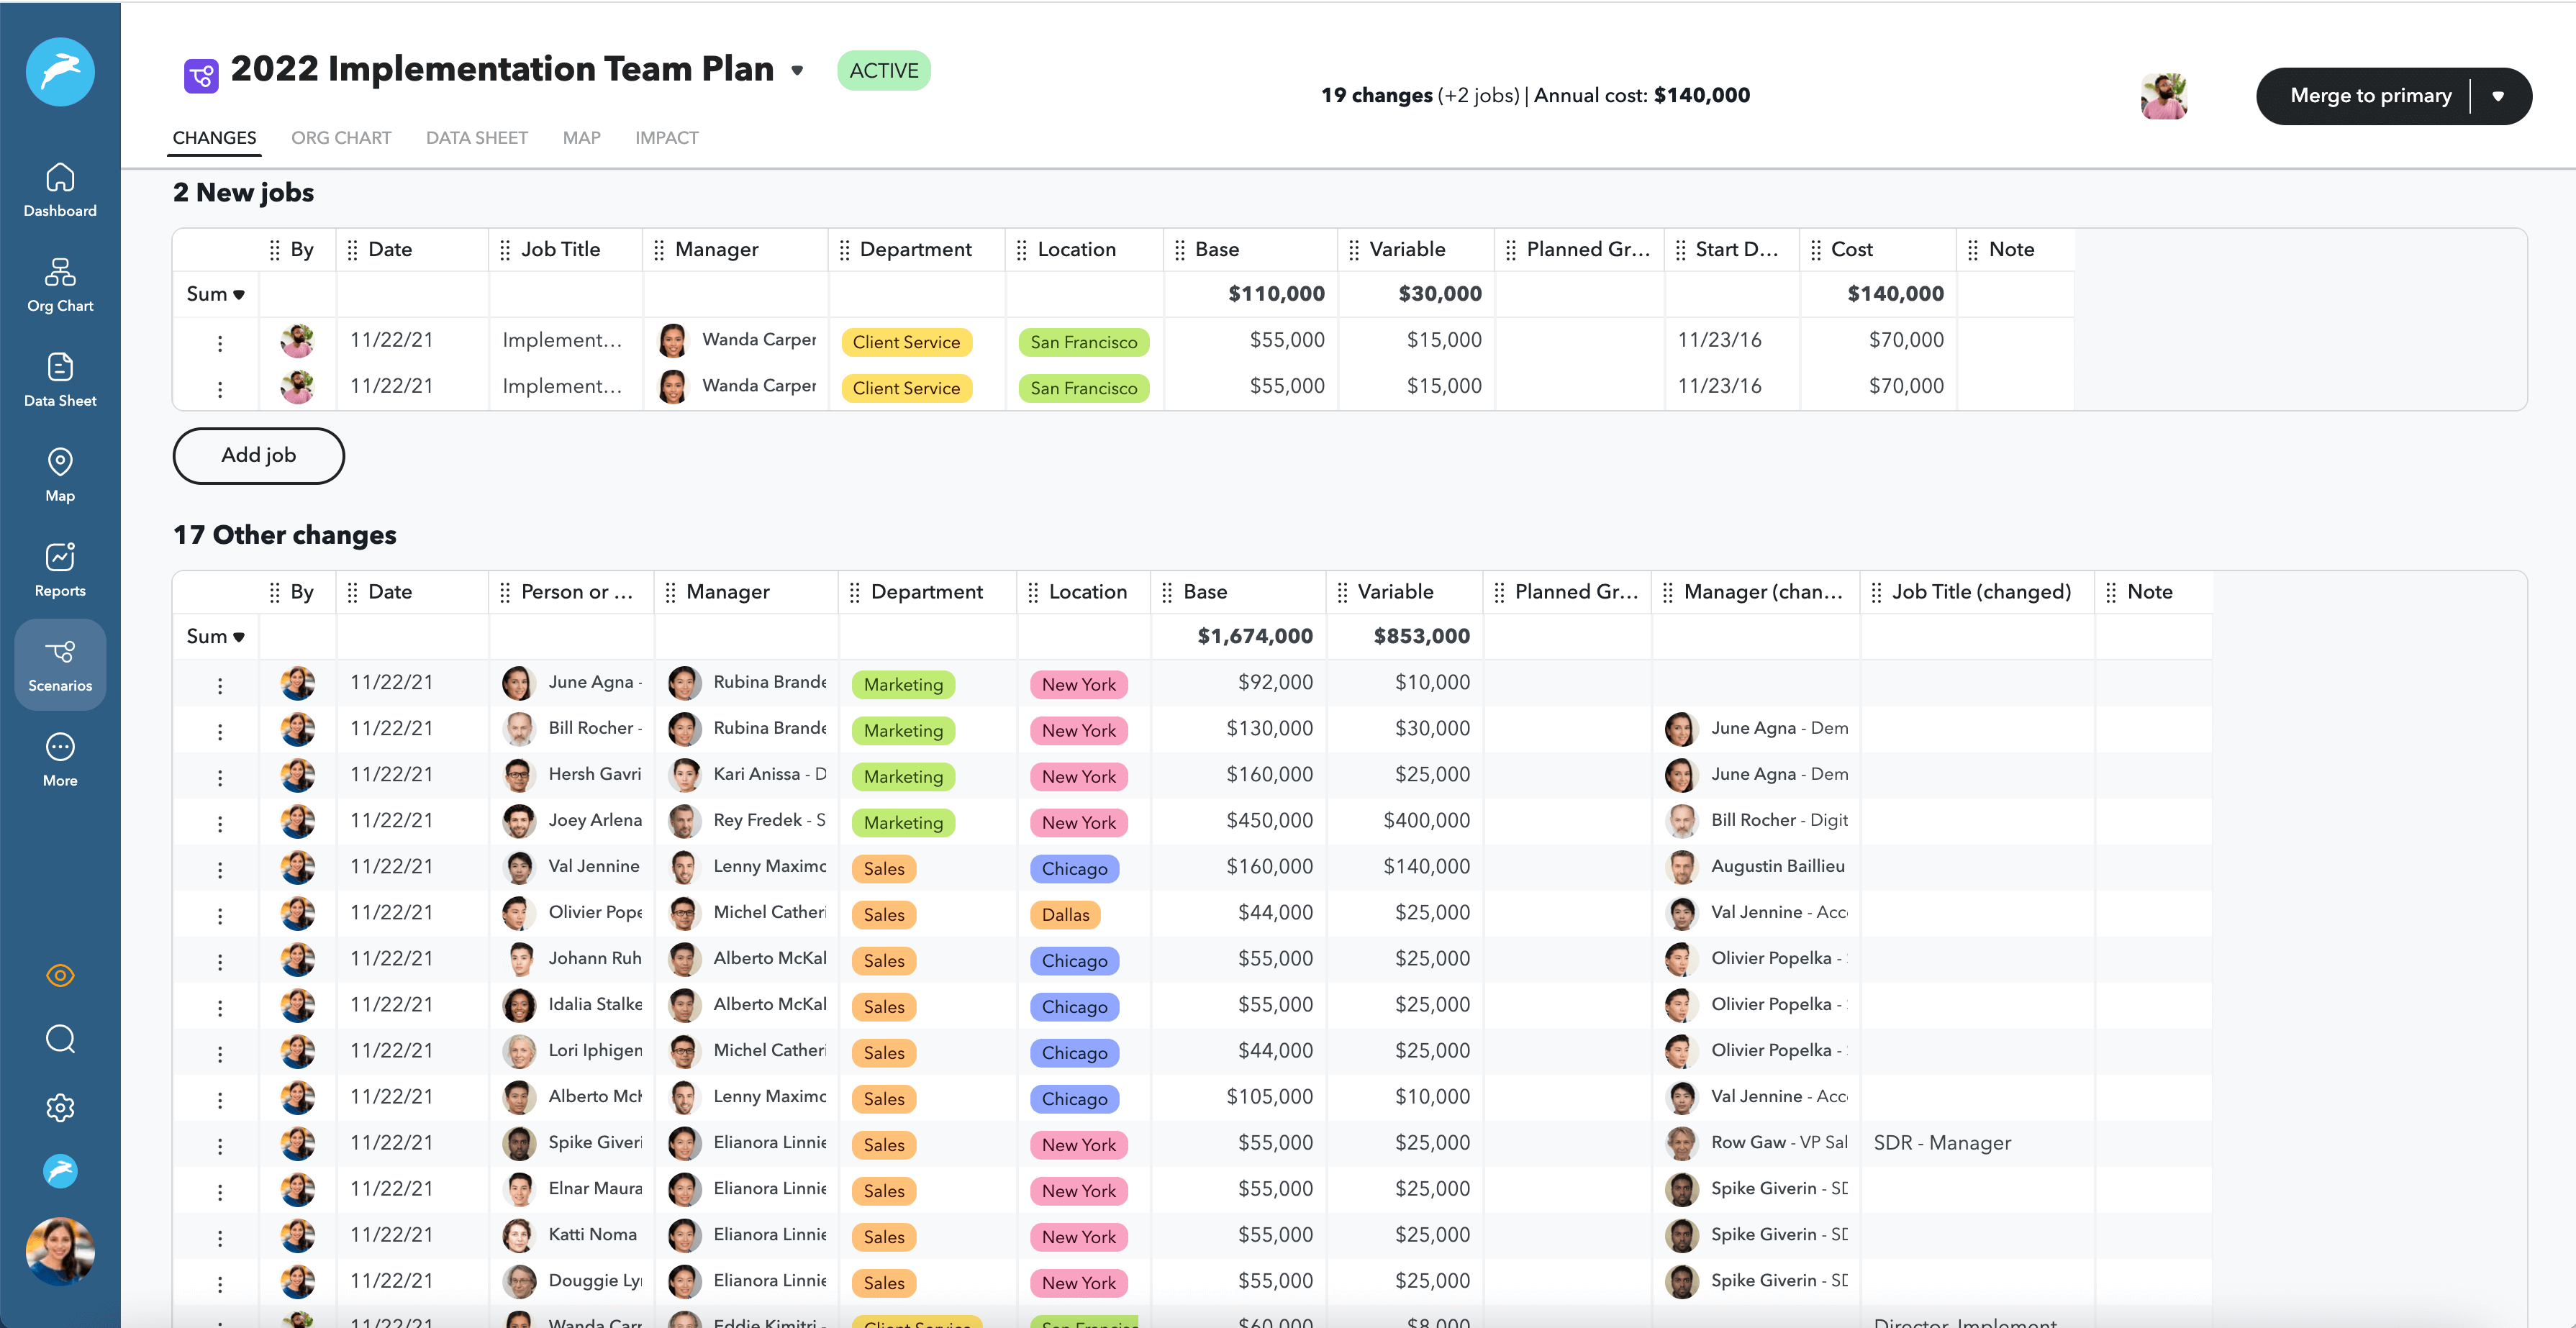 2022 Implementation Team Plan ACTIVE
19 changes (+2 jobs) | Annual cost: $140,000
Merge to primary
CHANGES ORG CHART DATA SHEET MAP IMPACT
Dashboard
Org Chart
Data Sheet
Map
Reports
Scenarios
More
2 New jobs
By Date Job Title Manager Department Location Base Variable Planned Gr... Start D... Cost Note
Sum $110,000 $30,000 $140,000
11/22/21 Implement... Wanda Carper Client Service San Francisco $55,000 $15,000 11/23/16 $70,000
11/22/21 Implement... Wanda Carper Client Service San Francisco $55,000 $15,000 11/23/16 $70,000
Add job
17 Other changes
By Date Person or ... Manager Department Location Base Variable Planned Gr... Manager (chan... Job Title (changed) Note
Sum $1,674,000 $853,000
11/22/21 June Agna - Rubina Brande Marketing New York $92,000 $10,000
11/22/21 Bill Rocher - Rubina Brande Marketing New York $130,000 $30,000 June Agna - Dem
11/22/21 Hersh Gavri Kari Anissa - D Marketing New York $160,000 $25,000 June Agna - Dem
11/22/21 Joey Arlena Rey Fredek - S Marketing New York $450,000 $400,000 Bill Rocher - Digit
11/22/21 Val Jennine Lenny Maximo Sales Chicago $160,000 $140,000 Augustin Baillieu
11/22/21 Olivier Pope Michel Catheri Sales Dallas $44,000 $25,000 Val Jennine - Acc
11/22/21 Johann Ruh Alberto McKal Sales Chicago $55,000 $25,000 Olivier Popelka -
11/22/21 Idalia Stalke Alberto McKal Sales Chicago $55,000 $25,000 Olivier Popelka -
11/22/21 Lori Iphigen Michel Catheri Sales Chicago $44,000 $25,000 Olivier Popelka -
11/22/21 Alberto McK Lenny Maximo Sales Chicago $105,000 $10,000 Val Jennine - Acc
11/22/21 Spike Giveri Elianora Linnie Sales New York $55,000 $25,000 Row Gaw - VP Sal SDR - Manager
11/22/21 Elnar Maura Elianora Linnie Sales New York $55,000 $25,000 Spike Giverin - SD
11/22/21 Katti Noma Elianora Linnie Sales New York $55,000 $25,000 Spike Giverin - SD
11/22/21 Douggie Ly Elianora Linnie Sales New York $55,000 $25,000 Spike Giverin - SD
11/22/21 Wanda Carr Eddie Kimitri - Client Service San Francisc $60,000 $8,000 Director, Implement